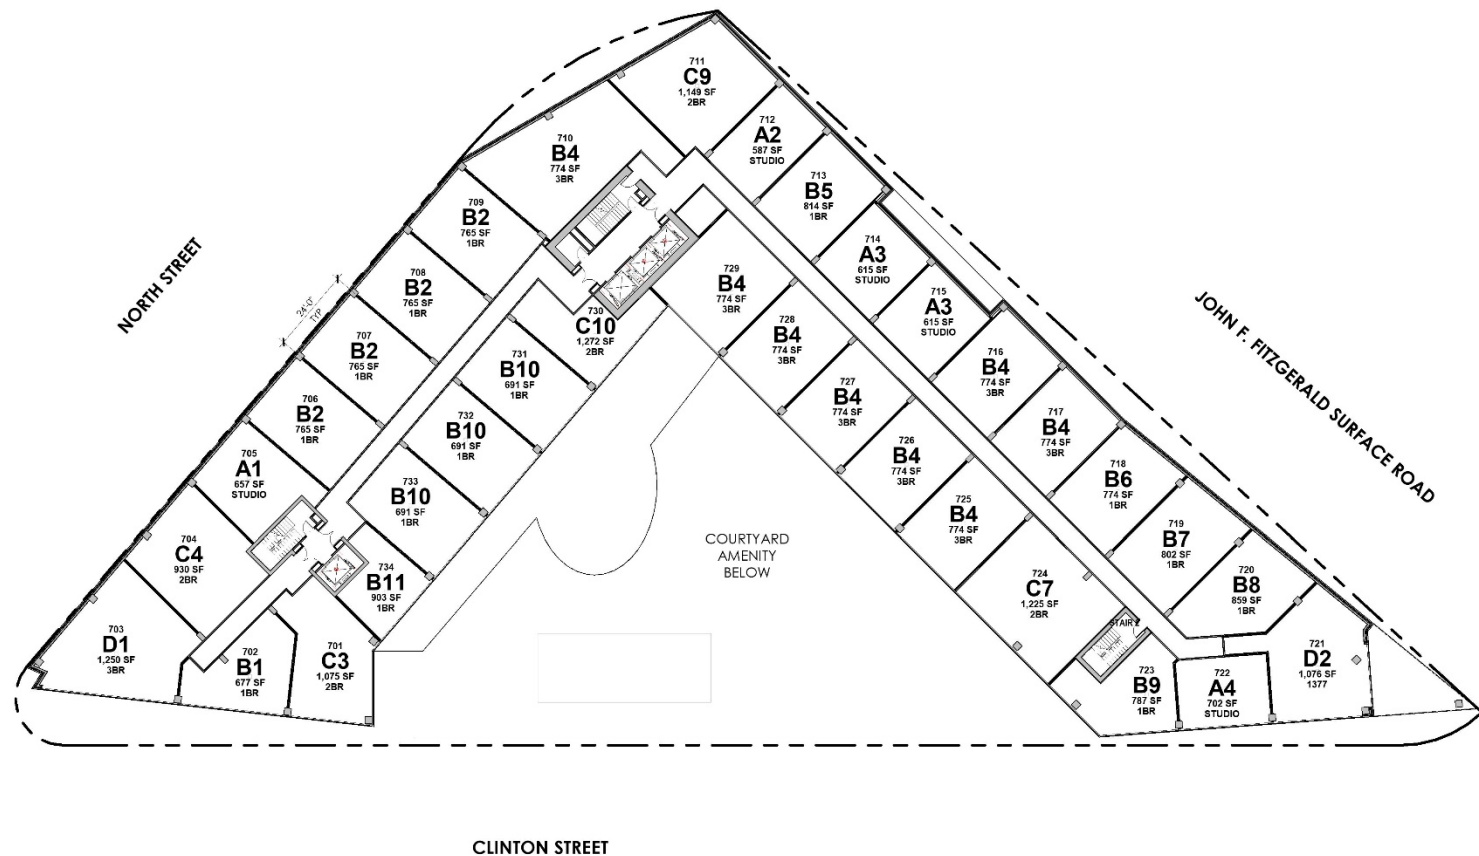 711
C9
1,149 SF
2BR
712
A2
587 SF
STUDIO
710
B4
774 SF
3BR
713
B5
814 SF
1BR
709
B2
765 SF
1BR
714
A3
615 SF
STUDIO
708
B2
765 SF
1BR
729
B4
774 SF
3BR
715
A3
615 SF
STUDIO
NORTH STREET
24'-0"
TYP
JOHN F. FITZGERALD SURFACE ROAD
730
C10
1,272 SF
2BR
728
B4
774 SF
3BR
707
B2
765 SF
1BR
731
B10
691 SF
1BR
716
B4
774 SF
3BR
727
B4
774 SF
3BR
706
B2
765 SF
1BR
732
B10
691 SF
1BR
717
B4
774 SF
3BR
726
B4
774 SF
3BR
705
A1
657 SF
STUDIO
733
B10
691 SF
1BR
718
B6
774 SF
1BR
725
B4
774 SF
3BR
704
C4
930 SF
2BR
COURTYARD
AMENITY
BELOW
719
B7
802 SF
1BR
734
B11
903 SF
1BR
724
C7
1,225 SF
2BR
720
B8
859 SF
1BR
STAIR 2
703
D1
1,250 SF
3BR
702
B1
677 SF
1BR
701
C3
1,075 SF
2BR
723
B9
787 SF
1BR
722
A4
702 SF
STUDIO
721
D2
1,076 SF
1377
CLINTON STREET